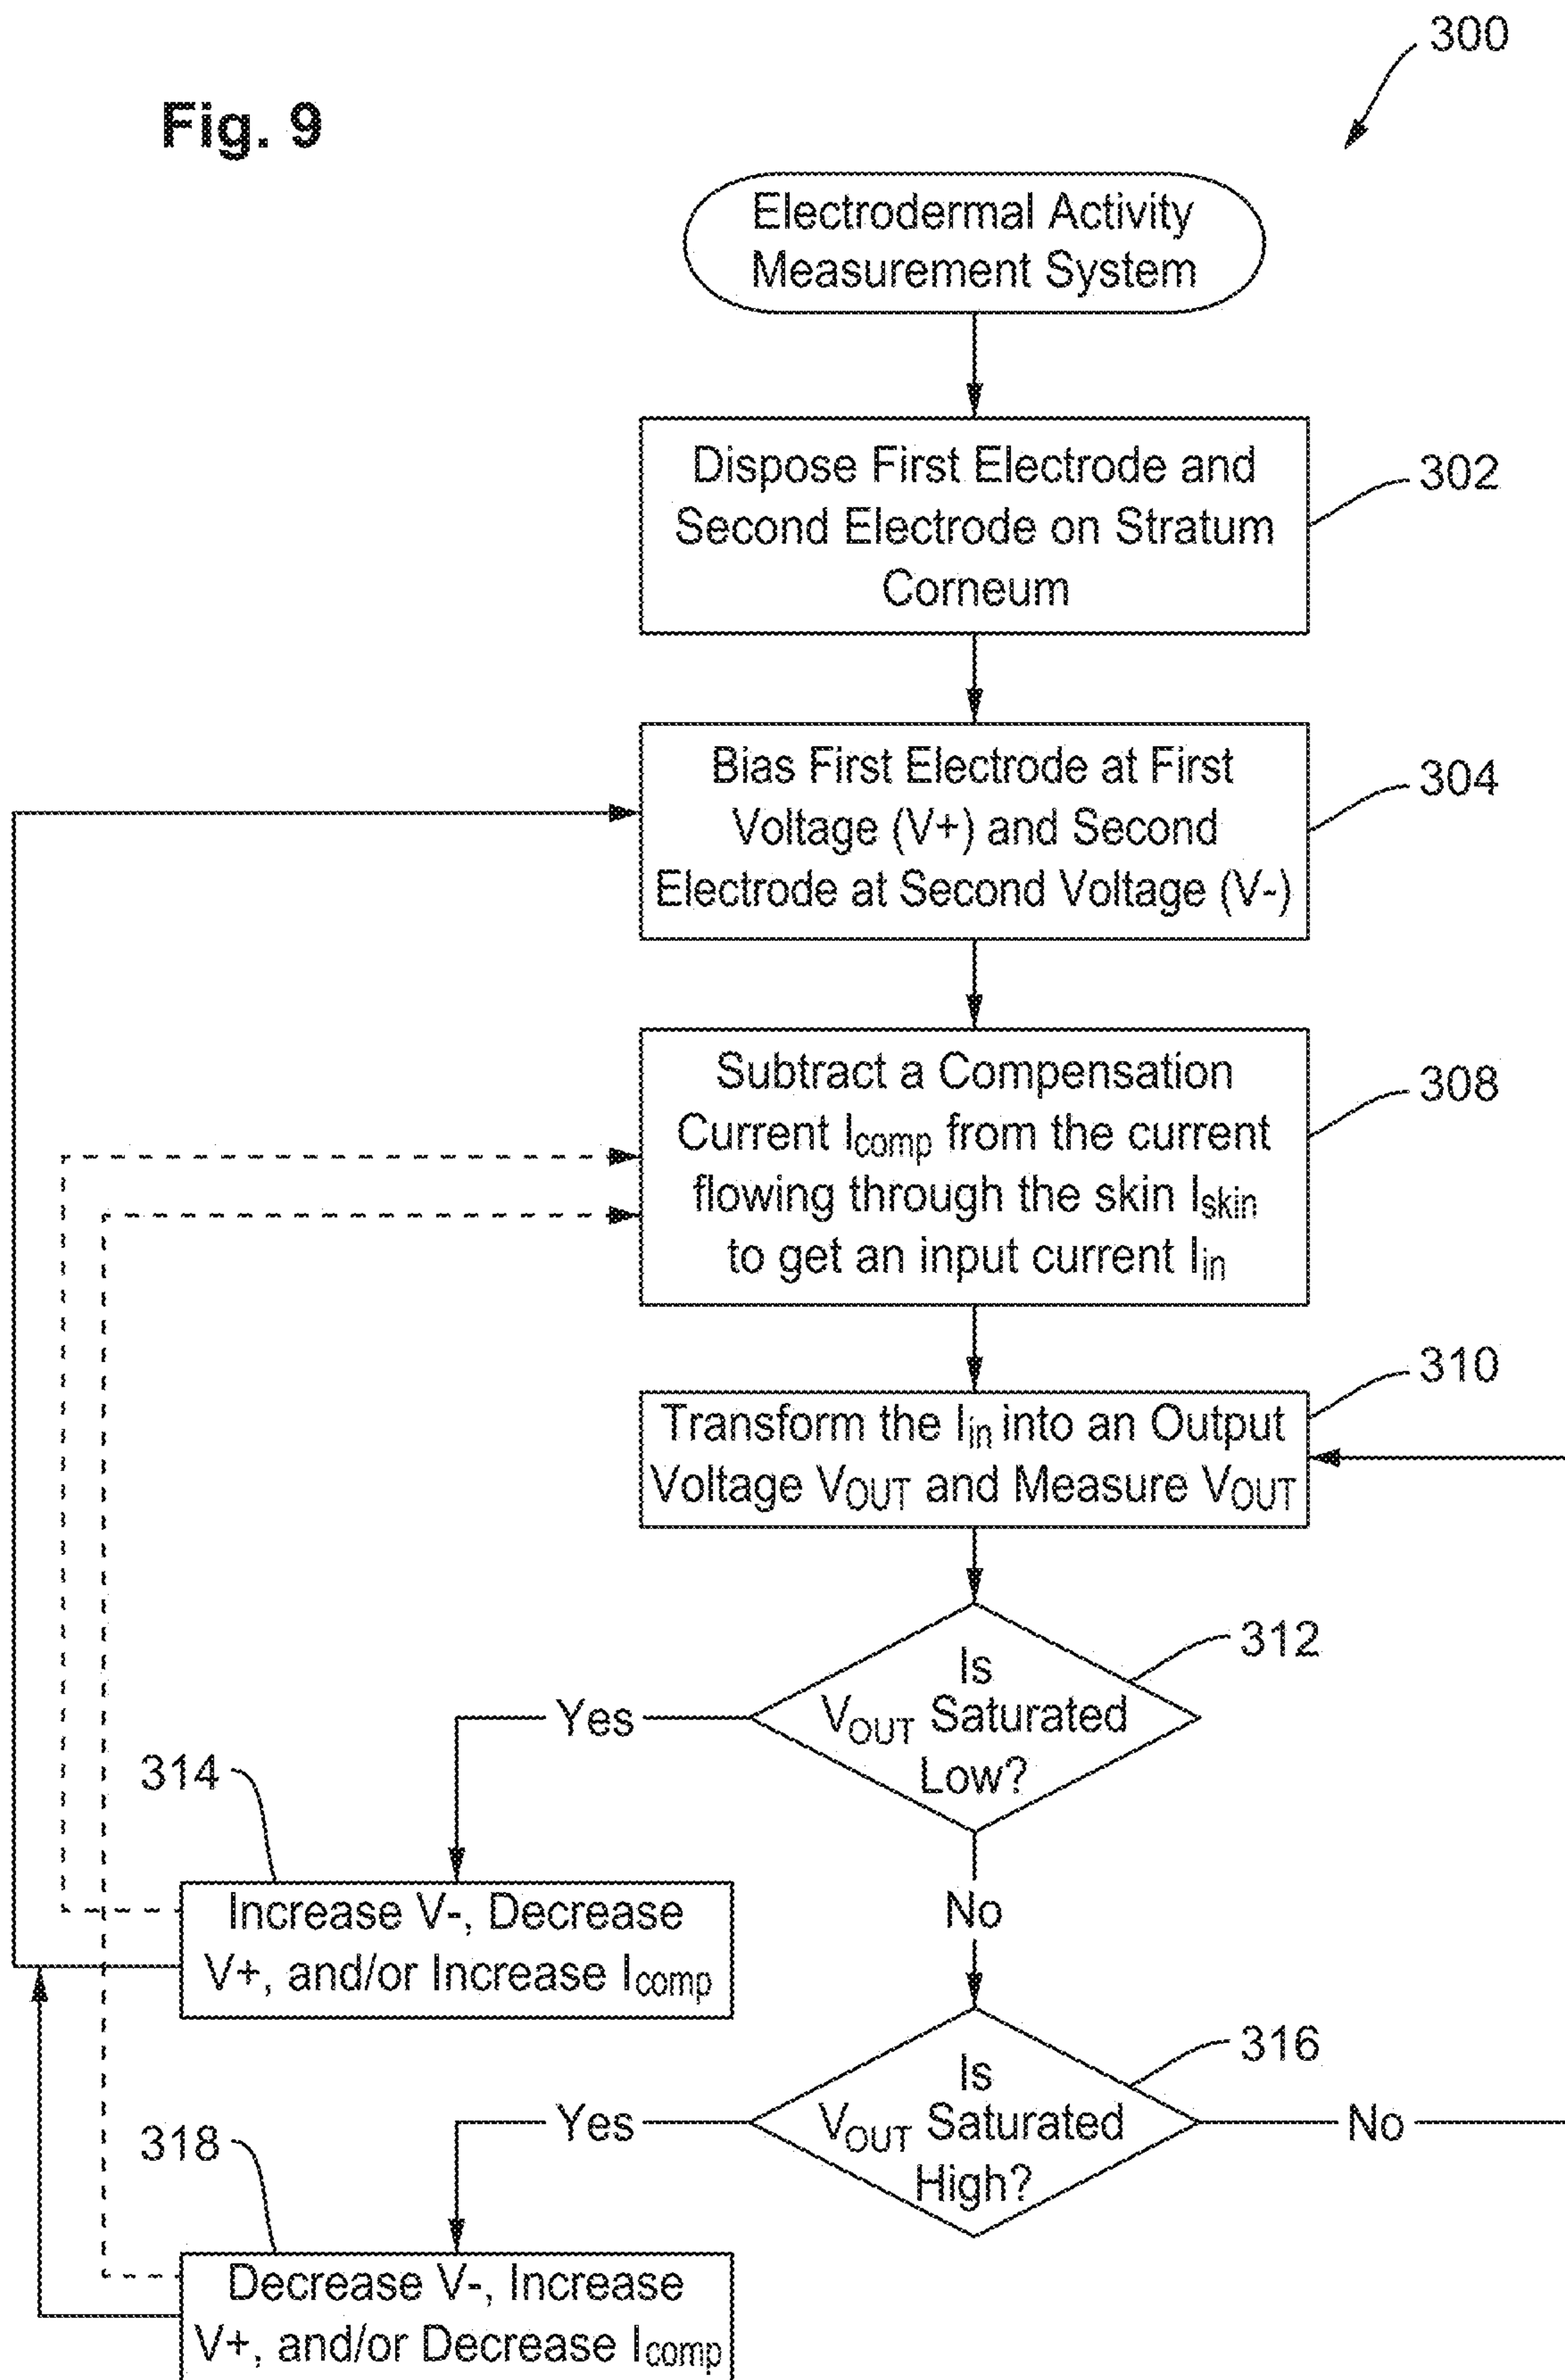 300
Fig. 9
Electrodermal Activity
Measurement System
Dispose First Electrode and
Second Electrode on Stratum
Corneum
302
Bias First Electrode at First
Voltage (V+) and Second
Electrode at Second Voltage (V-)
304
Subtract a Compensation
Current Icomp from the current
flowing through the skin Iskin
to get an input current Iin
308
Transform the Iin into an Output
Voltage VOUT and Measure VOUT
310
Is
VOUT Saturated
Low?
312
Yes
No
314
Increase V-, Decrease
V+, and/or Increase Icomp
Is
VOUT Saturated
High?
316
Yes
No
318
Decrease V-, Increase
V+, and/or Decrease Icomp